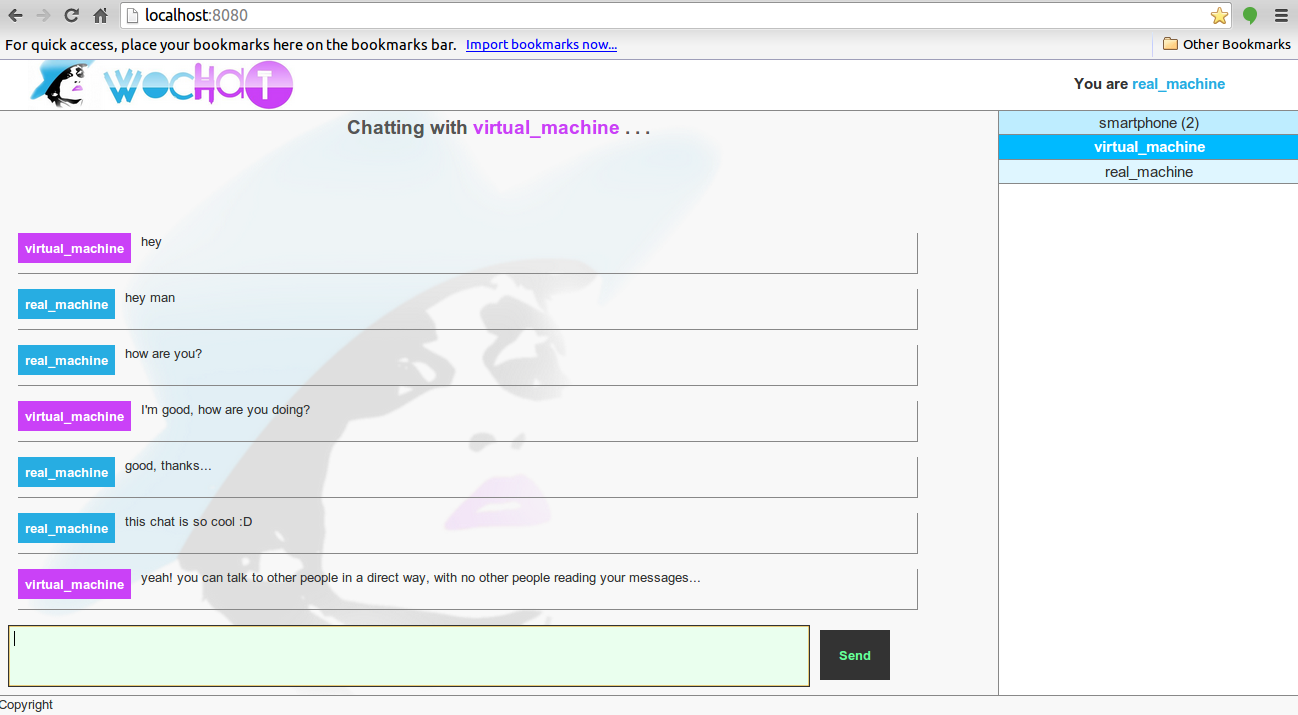 localhost:8080
For quick access, place your bookmarks here on the bookmarks bar. Import bookmarks now...
Other Bookmarks
wocHaT
You are real_machine
Chatting with virtual_machine . . .
smartphone (2)
virtual_machine
real_machine
virtual_machine hey
real_machine hey man
real_machine how are you?
virtual_machine I'm good, how are you doing?
real_machine good, thanks...
real_machine this chat is so cool :D
virtual_machine yeah! you can talk to other people in a direct way, with no other people reading your messages...
Send
Copyright